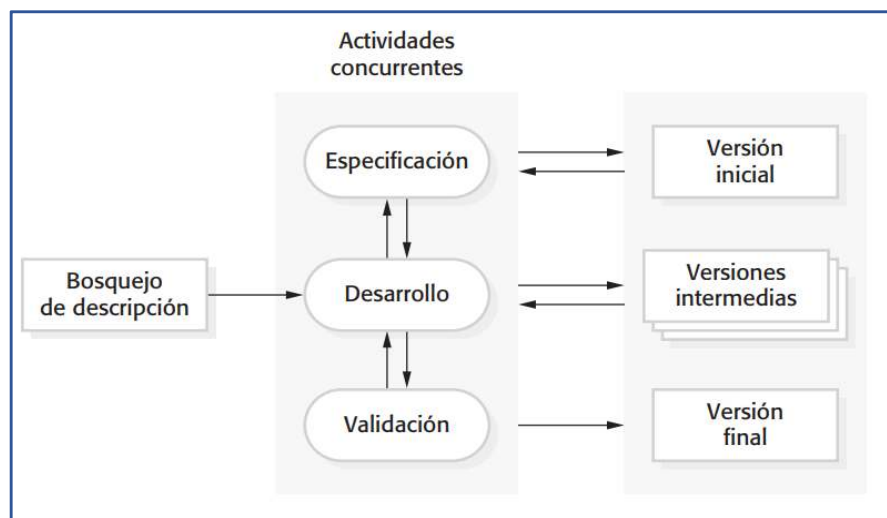 Actividades
concurrentes
Especificación
Versión
inicial
Bosquejo
de descripción
Desarrollo
Versiones
intermedias
Validación
Versión
final